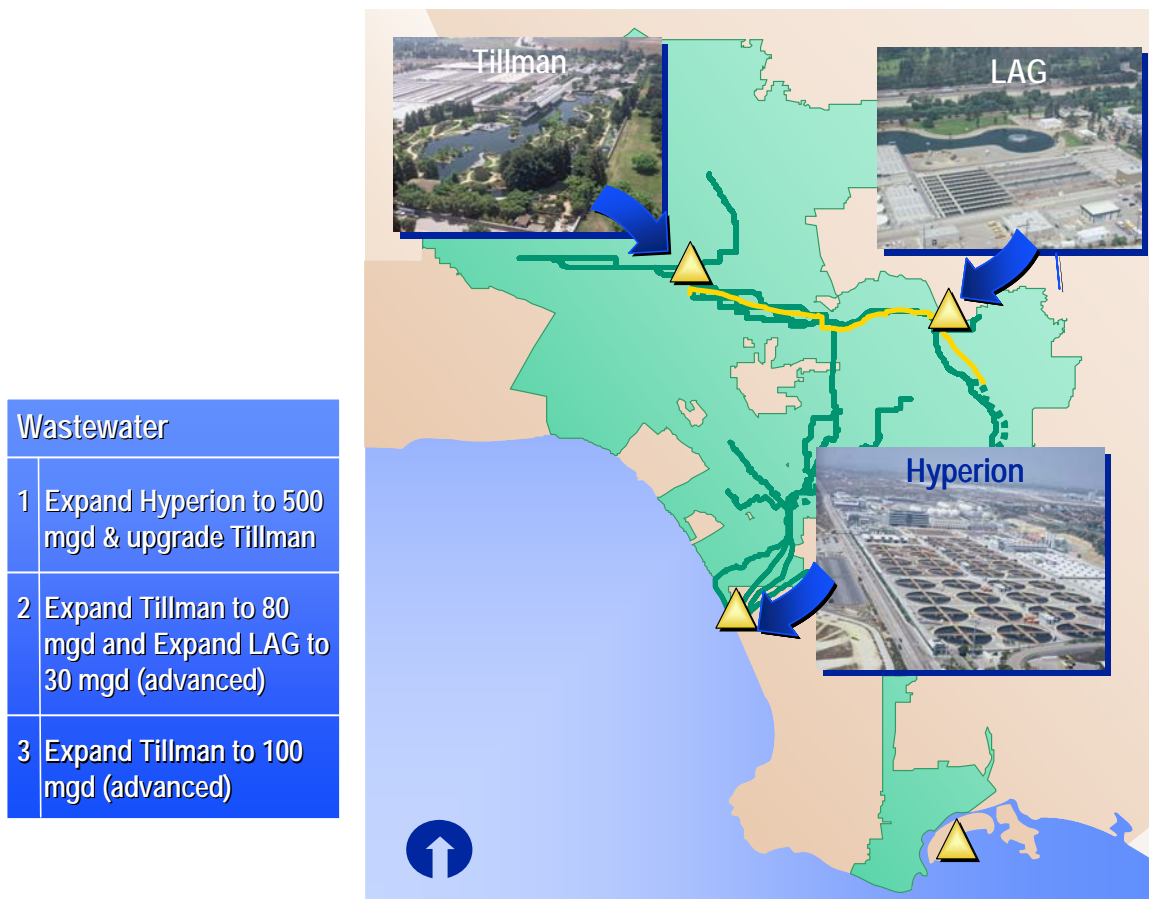 Tillman
LAG
Wastewater
1 Expand Hyperion to 500
mgd & upgrade Tillman
2 Expand Tillman to 80
mgd and Expand LAG to
30 mgd (advanced)
3 Expand Tillman to 100
mgd (advanced)
Hyperion